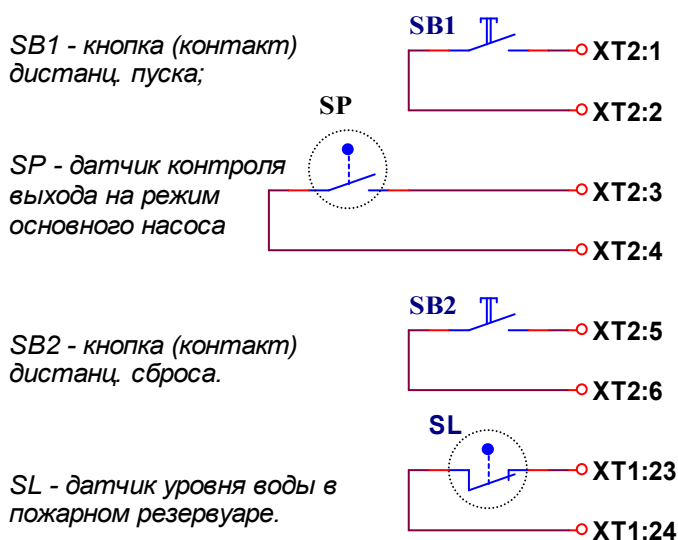 SB1 - кнопка (контакт)
дистанц. пуска;
SB1
XT2:1
XT2:2
SP
SP - датчик контроля
выхода на режим
основного насоса
XT2:3
XT2:4
SB2 - кнопка (контакт)
дистанц. сброса.
SB2
XT2:5
XT2:6
SL
SL - датчик уровня воды в
пожарном резервуаре.
XT1:23
XT1:24